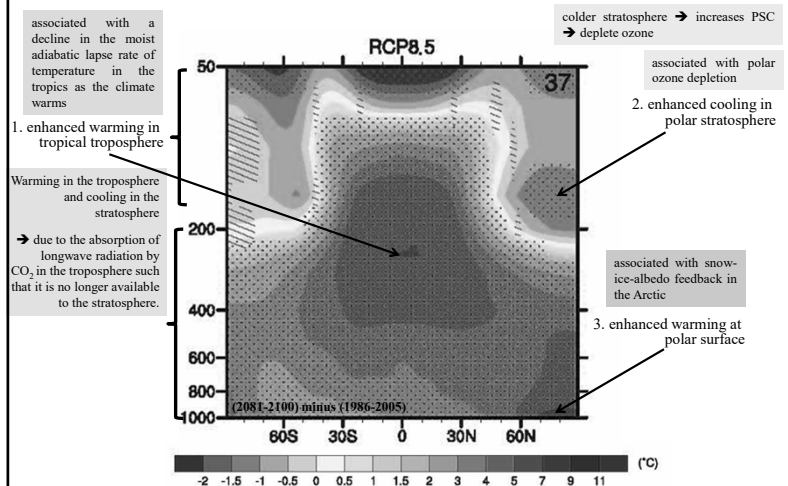 associated with a
decline in the moist
adiabatic lapse rate of
temperature in the
tropics as the climate
warms
1. enhanced warming in
tropical troposphere
Warming in the troposphere
and cooling in the
stratosphere
➔ due to the absorption of
longwave radiation by
CO2 in the troposphere such
that it is no longer available
to the stratosphere.
RCP8.5
37
50
200
400
600
800
1000
(2081-2100) minus (1986-2005)
60S 30S 0 30N 60N
-2 -1.5 -1 -0.5 0 0.5 1 1.5 2 3 4 5 7 9 11 (°C)
colder stratosphere ➔ increases PSC
➔ deplete ozone
associated with polar
ozone depletion
2. enhanced cooling in
polar stratosphere
associated with snow-
ice-albedo feedback in
the Arctic
3. enhanced warming at
polar surface